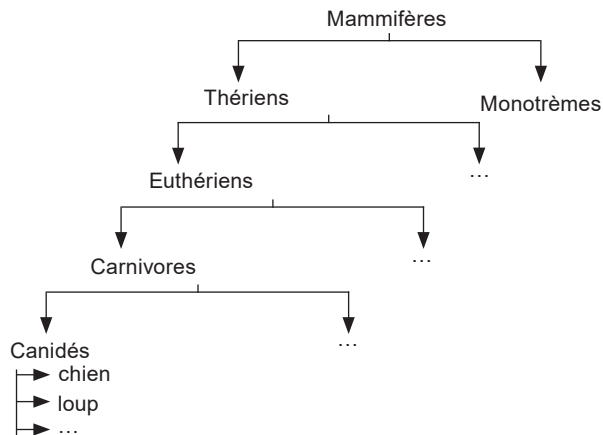 Mammifères
Thériens
Monotrèmes
Euthériens
…
Carnivores
…
Canidés
…
chien
loup
…